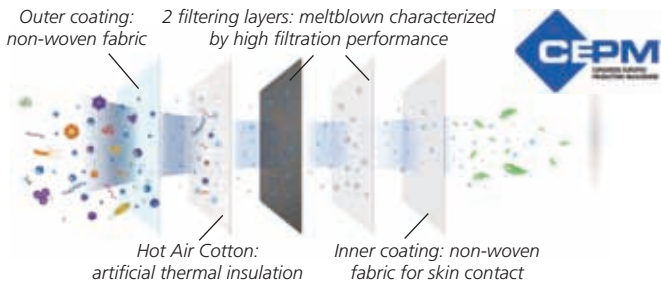 Outer coating:
non-woven fabric
2 filtering layers: meltblown characterized
by high filtration performance
CEPM
Hot Air Cotton:
artificial thermal insulation
Inner coating: non-woven
fabric for skin contact